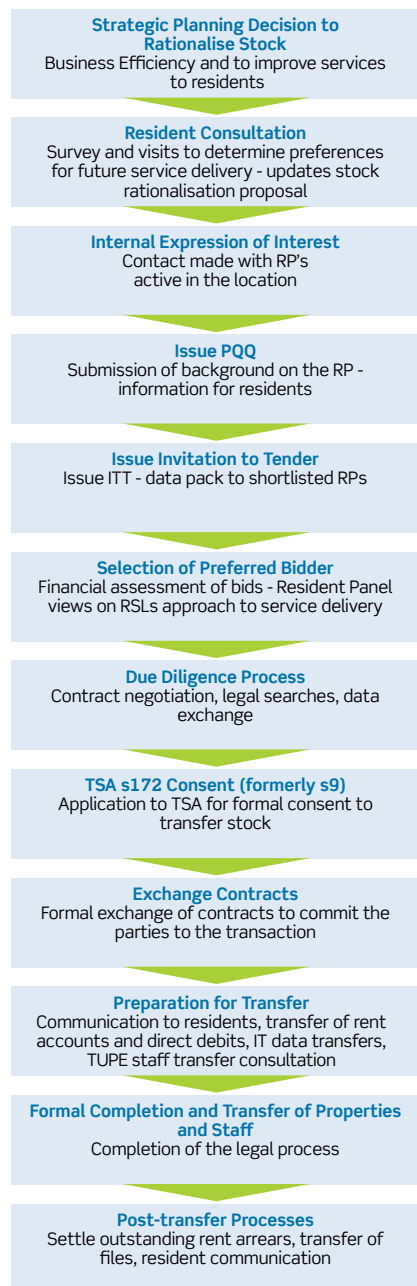 Strategic Planning Decision to
Rationalise Stock
Business Efficiency and to improve services
to residents
Resident Consultation
Survey and visits to determine preferences
for future service delivery - updates stock
rationalisation proposal
Internal Expression of Interest
Contact made with RP's
active in the location
Issue PQQ
Submission of background on the RP -
information for residents
Issue Invitation to Tender
Issue ITT - data pack to shortlisted RPs
Selection of Preferred Bidder
Financial assessment of bids - Resident Panel
views on RSLs approach to service delivery
Due Diligence Process
Contract negotiation, legal searches, data
exchange
TSA s172 Consent (formerly s9)
Application to TSA for formal consent to
transfer stock
Exchange Contracts
Formal exchange of contracts to commit the
parties to the transaction
Preparation for Transfer
Communication to residents, transfer of rent
accounts and direct debits, IT data transfers,
TUPE staff transfer consultation
Formal Completion and Transfer of Properties
and Staff
Completion of the legal process
Post-transfer Processes
Settle outstanding rent arrears, transfer of
files, resident communication